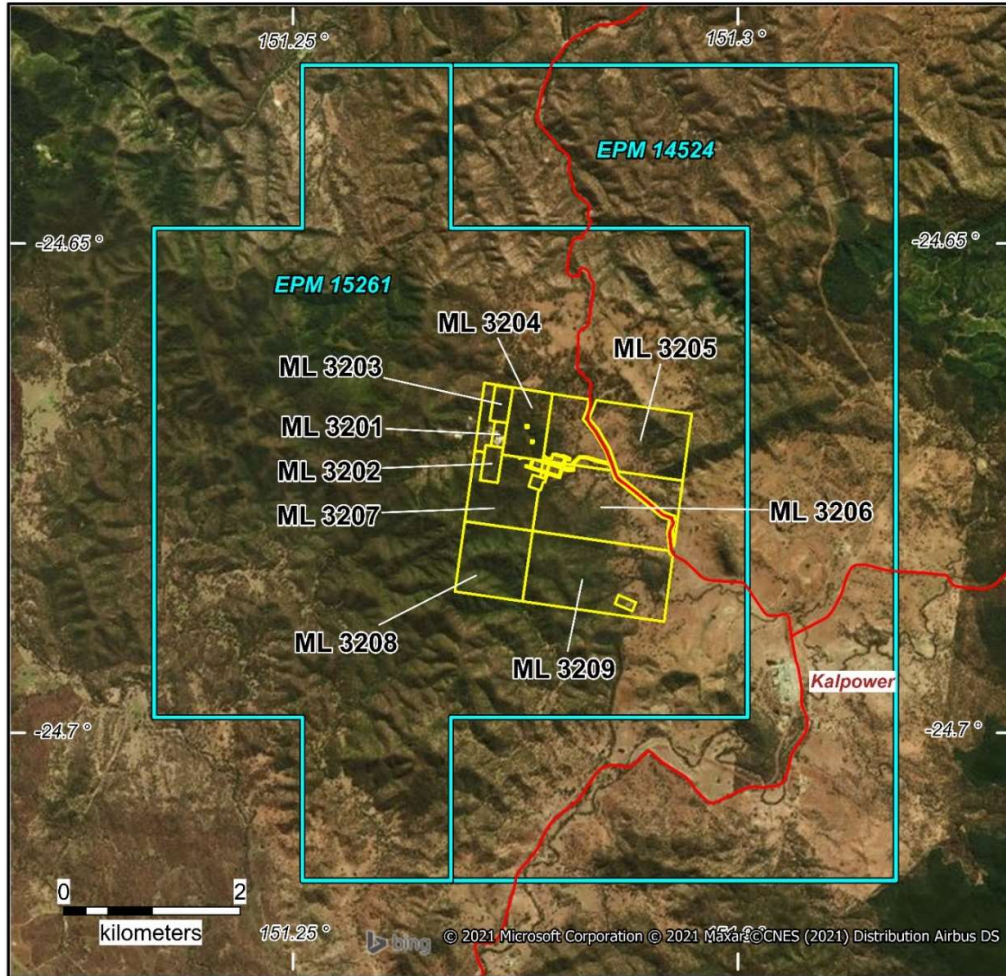 151.25 °
151.3 °
EPM 14524
-24.65 °
-24.65 °
EPM 15261
ML 3204
ML 3205
ML 3203
ML 3201
ML 3202
ML 3207
ML 3206
ML 3208
ML 3209
Kalpower
-24.7 °
-24.7 °
0
2
kilometers
151.25 °
bing
© 2021 Microsoft Corporation © 2021 Maxar ©CNES (2021) Distribution Airbus DS